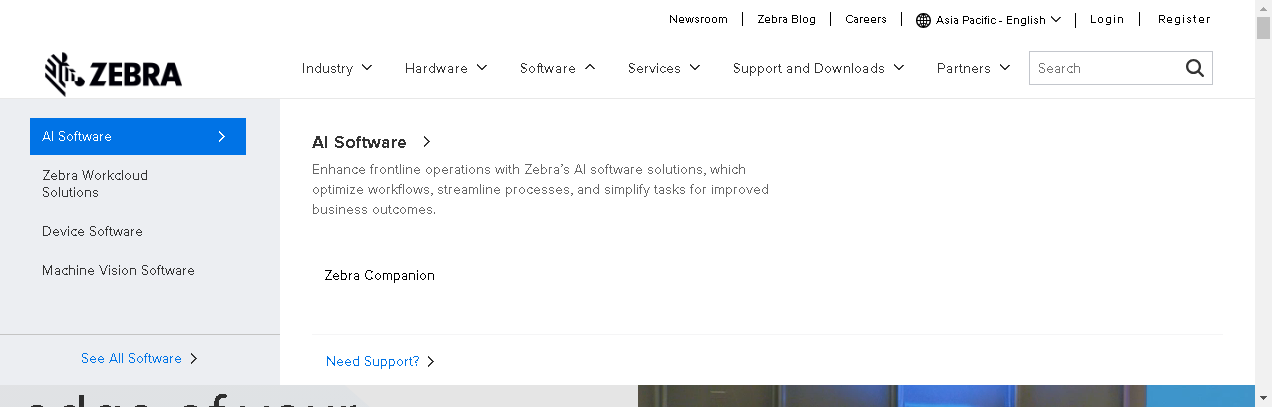 Newsroom Zebra Blog Careers Asia Pacific - English Login Register
ZEBRA Industry Hardware Software Services Support and Downloads Partners Search
AI Software
Zebra Workcloud
Solutions
Device Software
Machine Vision Software
See All Software
AI Software
Enhance frontline operations with Zebra's AI software solutions, which
optimize workflows, streamline processes, and simplify tasks for improved
business outcomes.
Zebra Companion
Need Support?
edge of your